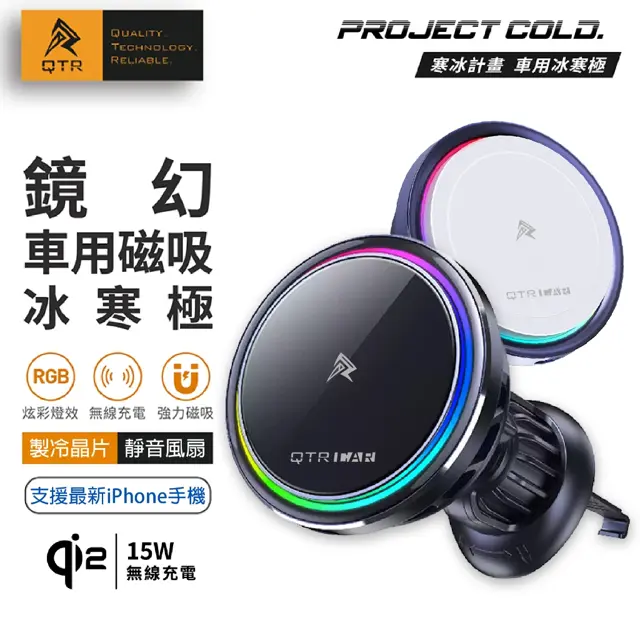 QTR
QUALITY.
TECHNOLOGY.
RELIABLE.
PROJECT COLD.
寒冰計畫 車用冰寒極
鏡幻
車用磁吸
冰寒極
RGB
炫彩燈效
無線充電
強力磁吸
製冷晶片
靜音風扇
支援最新iPhone手機
Qi2
15W
無線充電
QTRICAR
QTRICAR